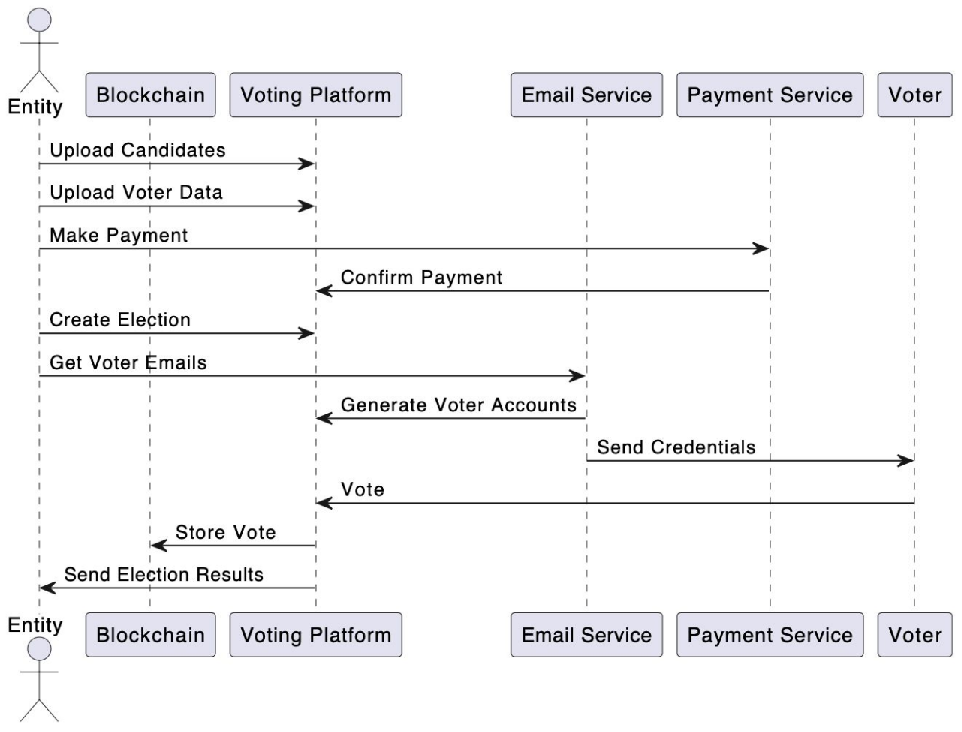 Entity
Blockchain
Voting Platform
Email Service
Payment Service
Voter
Upload Candidates
Upload Voter Data
Make Payment
Confirm Payment
Create Election
Get Voter Emails
Generate Voter Accounts
Send Credentials
Vote
Store Vote
Send Election Results
Entity
Blockchain
Voting Platform
Email Service
Payment Service
Voter